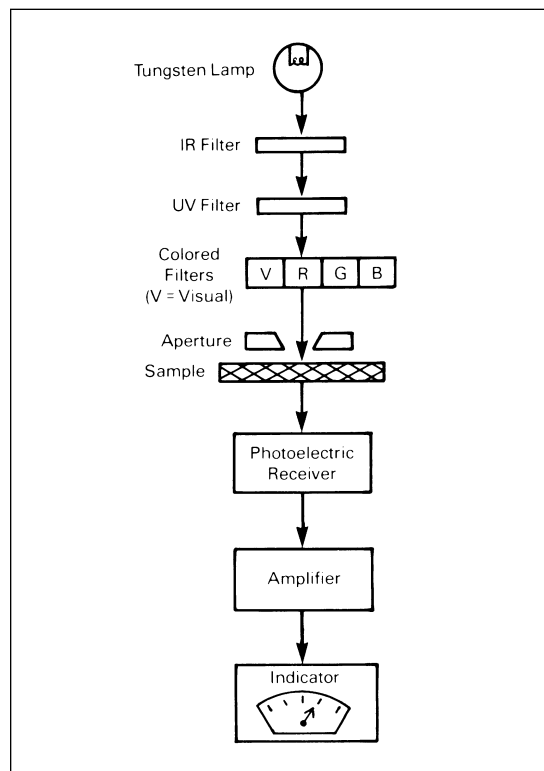 Tungsten Lamp
IR Filter
UV Filter
Colored
Filters
(V = Visual)
V R G B
Aperture
Sample
Photoelectric
Receiver
Amplifier
Indicator